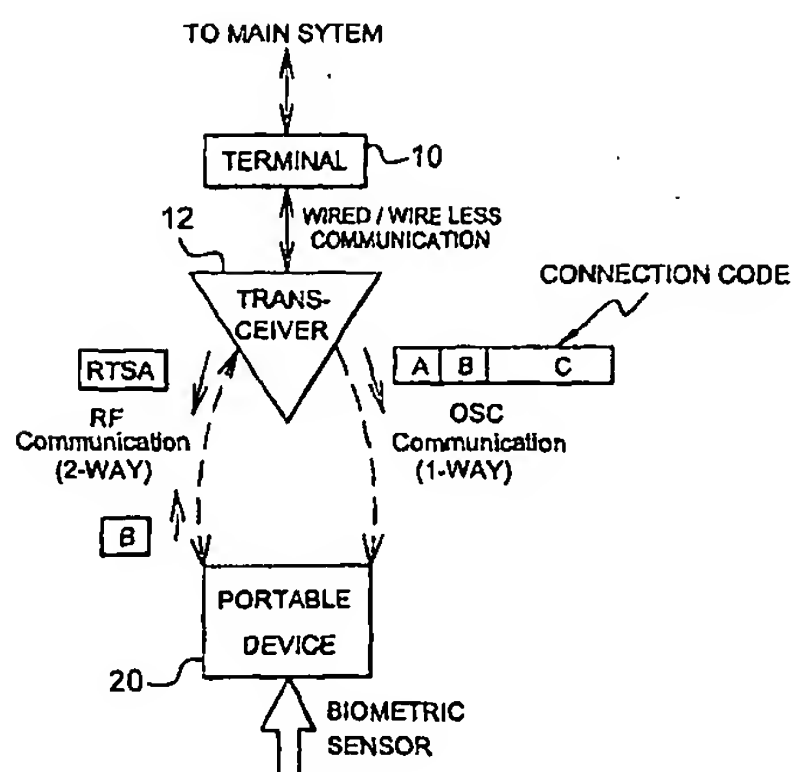 TO MAIN SYTEM
TERMINAL
10
WIRED / WIRE LESS
COMMUNICATION
12
TRANS-
CEIVER
CONNECTION CODE
RTSA
A B C
RF
Communication
(2-WAY)
OSC
Communication
(1-WAY)
B
PORTABLE
DEVICE
20
BIOMETRIC
SENSOR